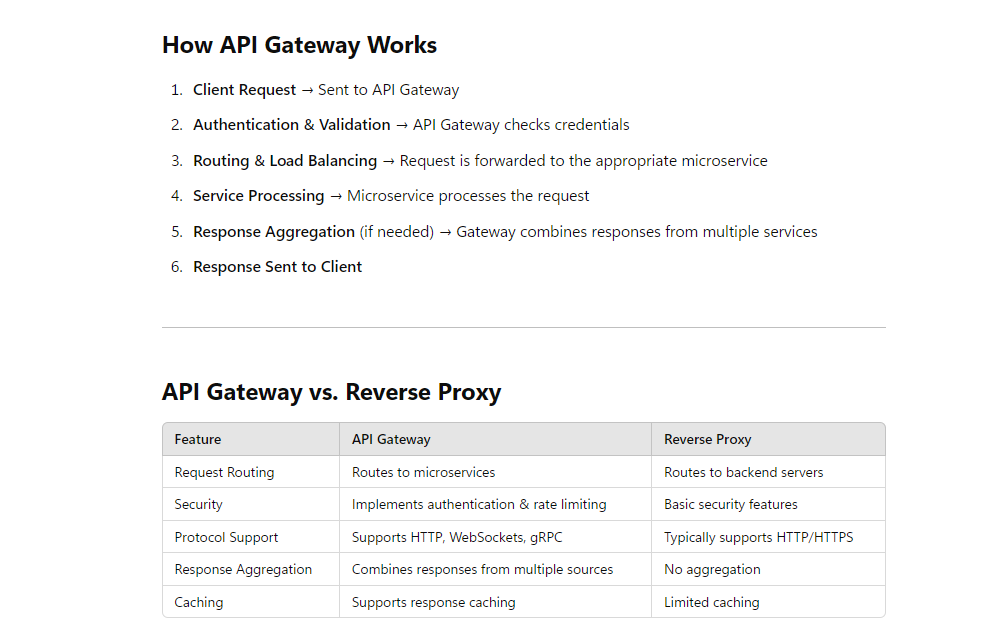 How API Gateway Works
1. Client Request → Sent to API Gateway
2. Authentication & Validation → API Gateway checks credentials
3. Routing & Load Balancing → Request is forwarded to the appropriate microservice
4. Service Processing → Microservice processes the request
5. Response Aggregation (if needed) → Gateway combines responses from multiple services
6. Response Sent to Client
API Gateway vs. Reverse Proxy
Feature API Gateway Reverse Proxy
Request Routing Routes to microservices Routes to backend servers
Security Implements authentication & rate limiting Basic security features
Protocol Support Supports HTTP, WebSockets, gRPC Typically supports HTTP/HTTPS
Response Aggregation Combines responses from multiple sources No aggregation
Caching Supports response caching Limited caching